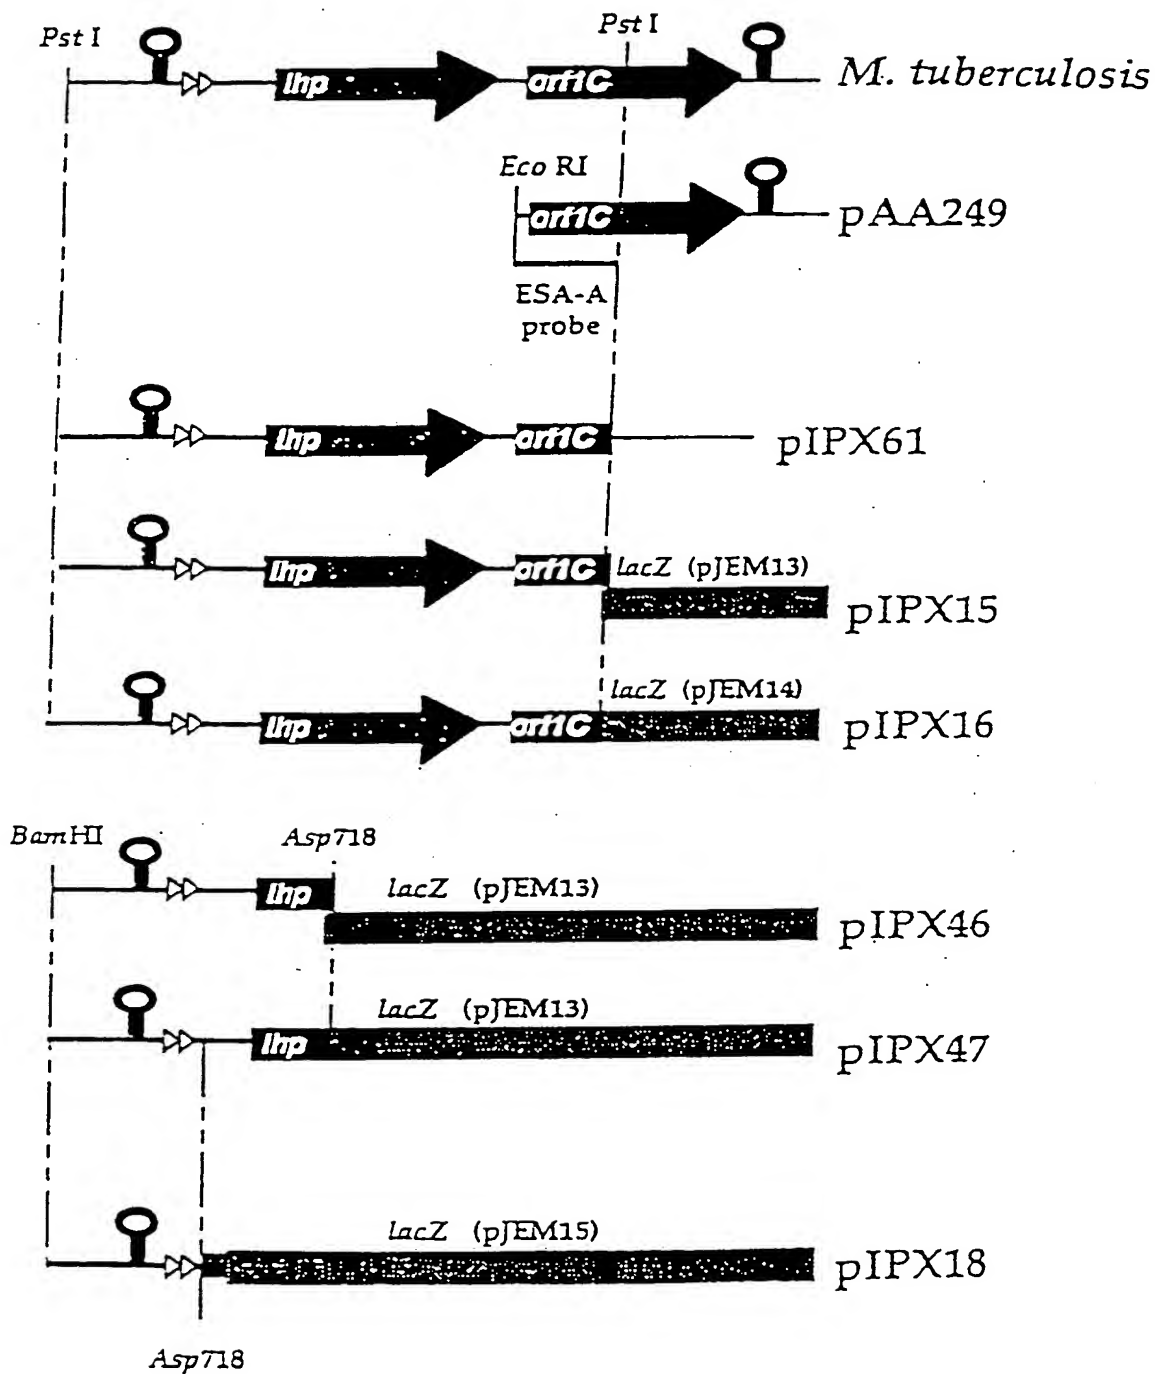 Pst I
Pst I
lhp
orf1C
M. tuberculosis
Eco RI
orf1C
pAA249
ESA-A
probe
lhp
orf1C
pIPX61
lhp
orf1C
lacZ (pJEM13)
pIPX15
lhp
orf1C
lacZ (pJEM14)
pIPX16
BamHI
Asp718
lhp
lacZ (pJEM13)
pIPX46
lhp
lacZ (pJEM13)
pIPX47
lacZ (pJEM15)
pIPX18
Asp718